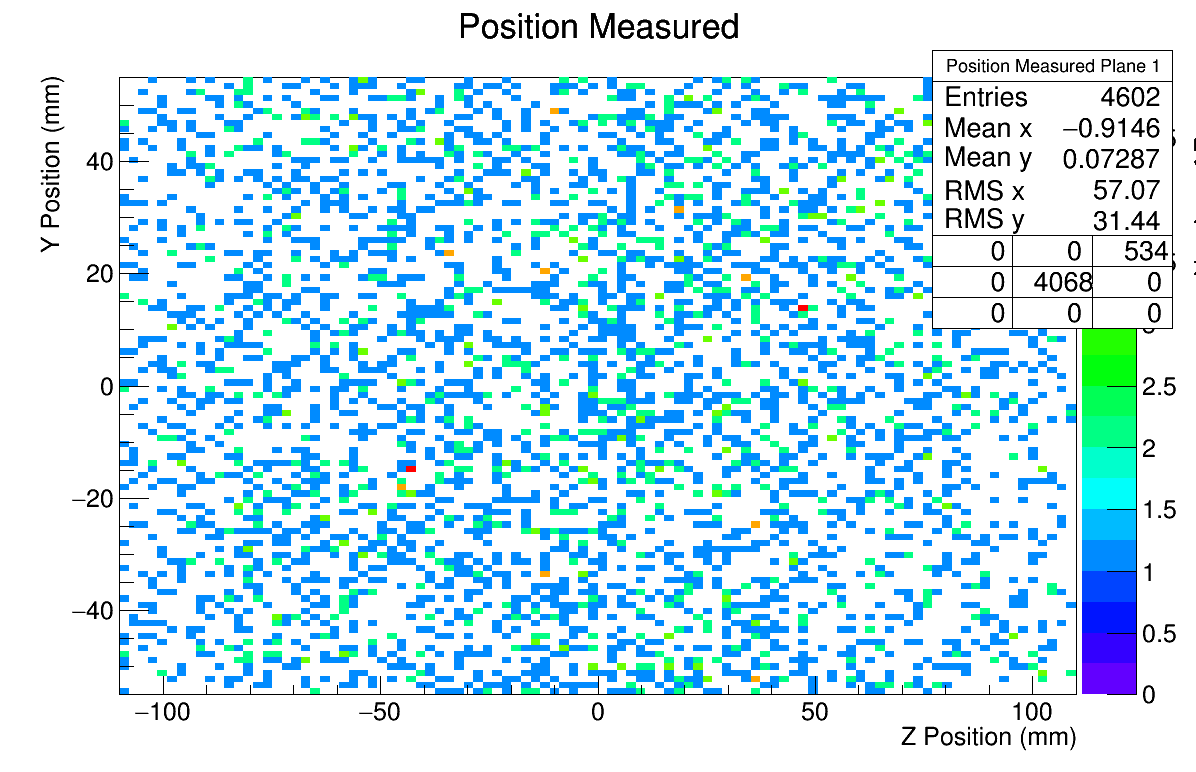 Position Measured
Position Measured Plane 1
Entries 4602
Mean x −0.9146
Mean y 0.07287
RMS x 57.07
RMS y 31.44
0 0 534
0 4068 0
0 0 0
Y Position (mm)
40
20
0
−20
−40
−100 −50 0 50 100
Z Position (mm)
2.5
2
1.5
1
0.5
0